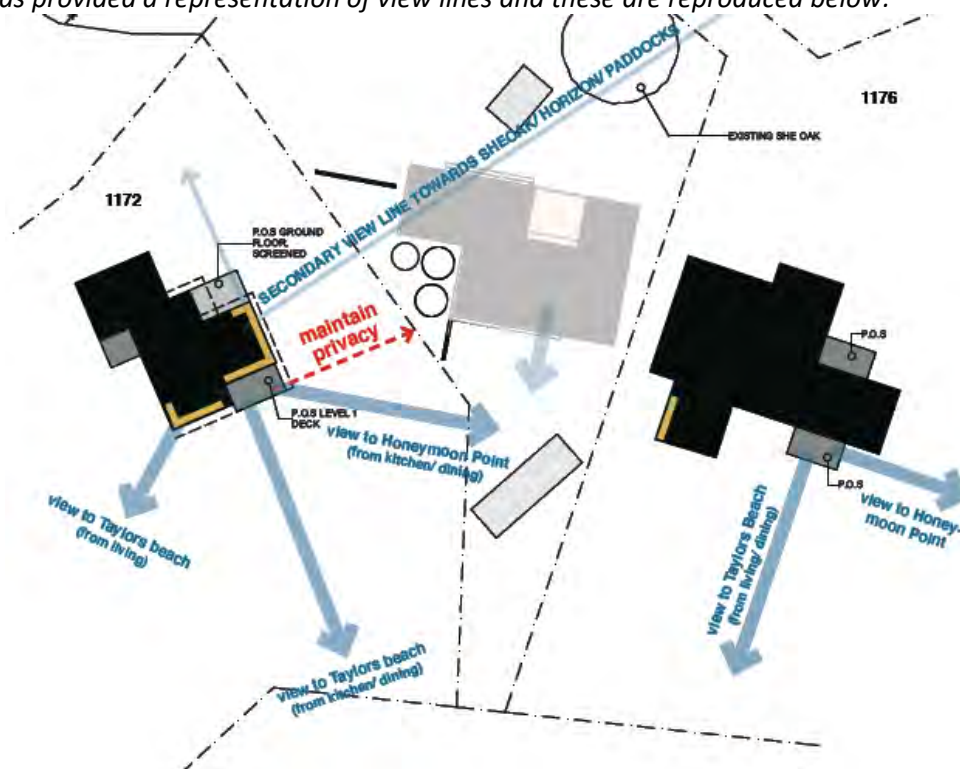 as provided a representation of view lines and these are reproduced below.
SECONDARY VIEW LINE TOWARDS SHEOAK/ HORIZON/ PADDOCKS
1176
EXISTING SHE OAK
1172
P.O.S GROUND
FLOOR,
SCREENED
maintain
privacy
P.O.S LEVEL 1
DECK
view to Honeymoon Point
(from kitchen/ dining)
P.O.S
P.O.S
view to Honey-
moon Point
view to Taylors beach
(from living)
view to Taylors Beach
(from living/ dining)
view to Taylors beach
(from kitchen/ dining)